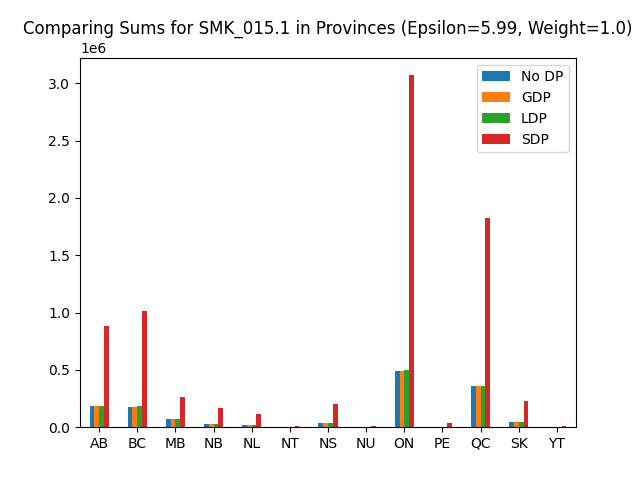 Comparing Sums for SMK_015.1 in Provinces (Epsilon=5.99, Weight=1.0)
1e6
No DP
GDP
LDP
SDP
3.0
2.5
2.0
1.5
1.0
0.5
0.0
AB BC MB NB NL NT NS NU ON PE QC SK YT